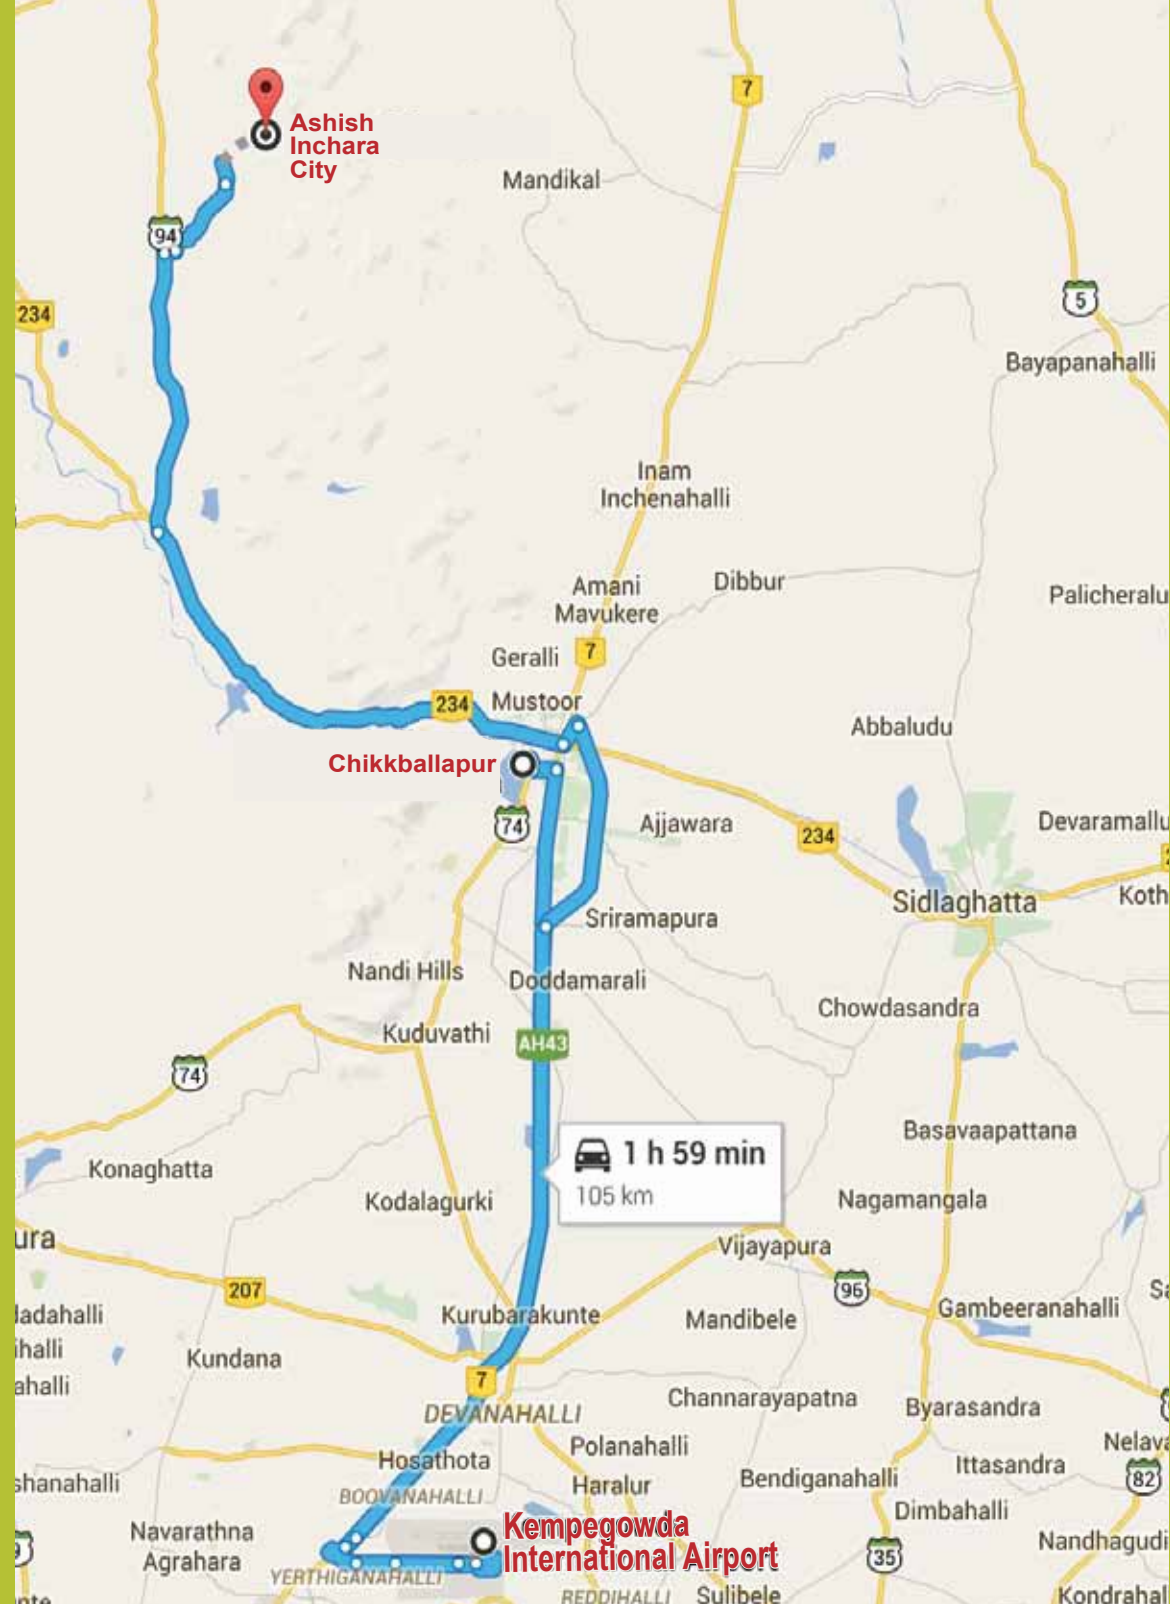 7
Ashish
Inchara
City
Mandikal
94
5
234
Bayapanahalli
Inam
Inchenahalli
Amani
Mavukere
Dibbur
Palicheralu
Geralli
7
234
Mustoor
Abbaludu
Chikkballapur
74
Ajjawara
234
Devaramallu
Sidlaghatta
Koth
Sriramapura
Nandi Hills
Doddamarali
Chowdasandra
Kuduvathi
AH43
74
Basavaapattana
1 h 59 min
105 km
Konaghatta
Kodalagurki
Nagamangala
ura
Vijayapura
207
96
ladahalli
Kurubarakunte
Mandibele
Gambeeranahalli
ihalli
Kundana
ahalli
7
Channarayapatna
Byarasandra
DEVANAHALLI
Polanahalli
Nelava
Hosathota
Haralur
Bendiganahalli
Ittasandra
82
shanahalli
BOOVANAHALLI
Dimbahalli
Navarathna
Agrahara
Kempegowda
International Airport
35
Nandhagudi
YERTHIGANAHALLI
REDDIHALLI
Sulibele
Kondrahal